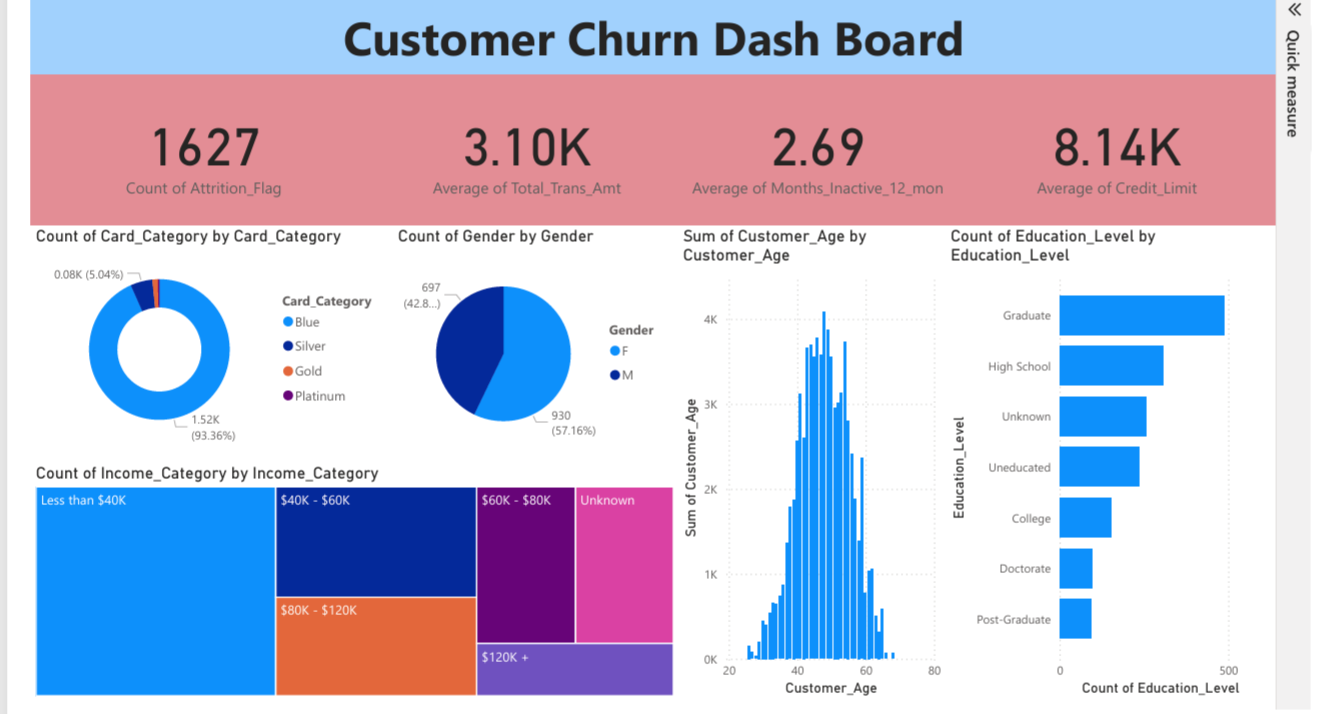 Customer Churn Dash Board
Quick measure
1627
Count of Attrition_Flag
3.10K
Average of Total_Trans_Amt
2.69
Average of Months_Inactive_12_mon
8.14K
Average of Credit_Limit
Count of Card_Category by Card_Category
0.08K (5.04%)
1.52K
(93.36%)
Card_Category
Blue
Silver
Gold
Platinum
Count of Gender by Gender
697
(42.8...)
930
(57.16%)
Gender
F
M
Count of Income_Category by Income_Category
Less than $40K
$40K - $60K
$80K - $120K
$60K - $80K
Unknown
$120K +
Sum of Customer_Age by
Customer_Age
Sum of Customer_Age
4K
3K
2K
1K
0K
20
40
60
80
Customer_Age
Count of Education_Level by
Education_Level
Education_Level
Graduate
High School
Unknown
Uneducated
College
Doctorate
Post-Graduate
0
500
Count of Education_Level